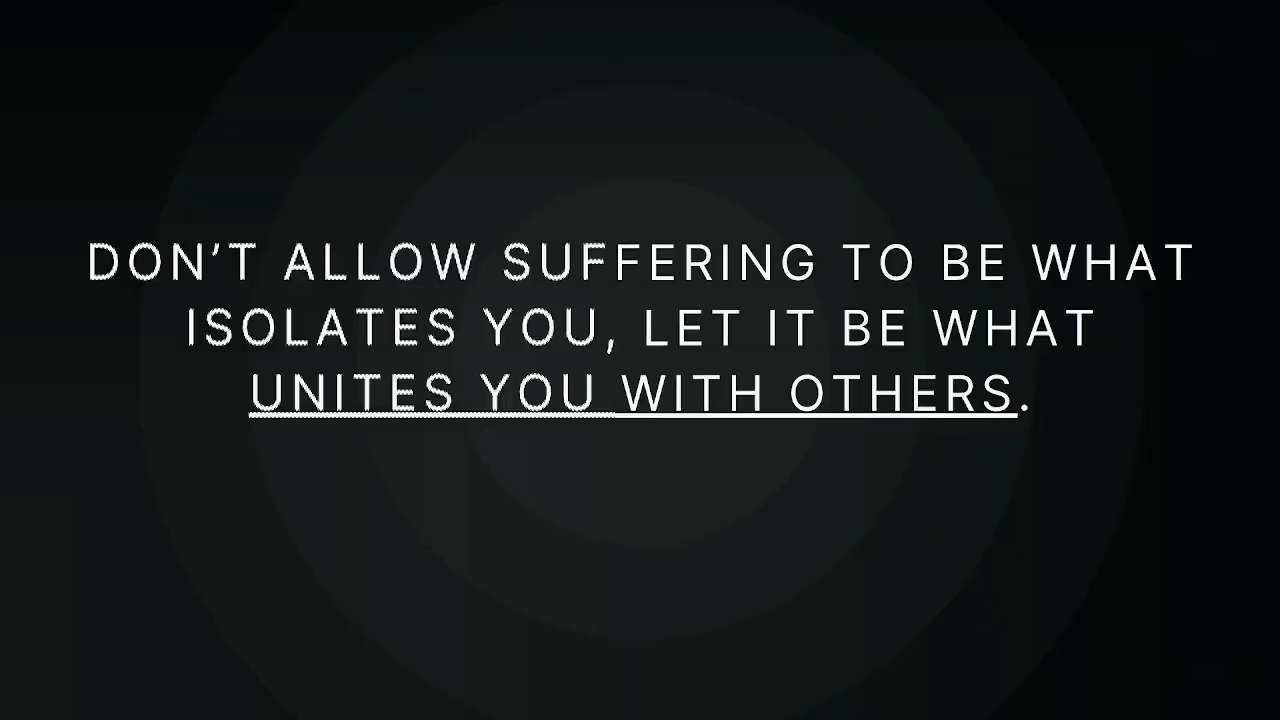 DON'T ALLOW SUFFERING TO BE WHAT
ISOLATES YOU, LET IT BE WHAT
UNITES YOU WITH OTHERS.